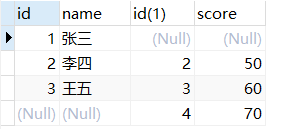 id name id(1) score
1 张三 (Null) (Null)
2 李四 2 50
3 王五 3 60
(Null) (Null) 4 70